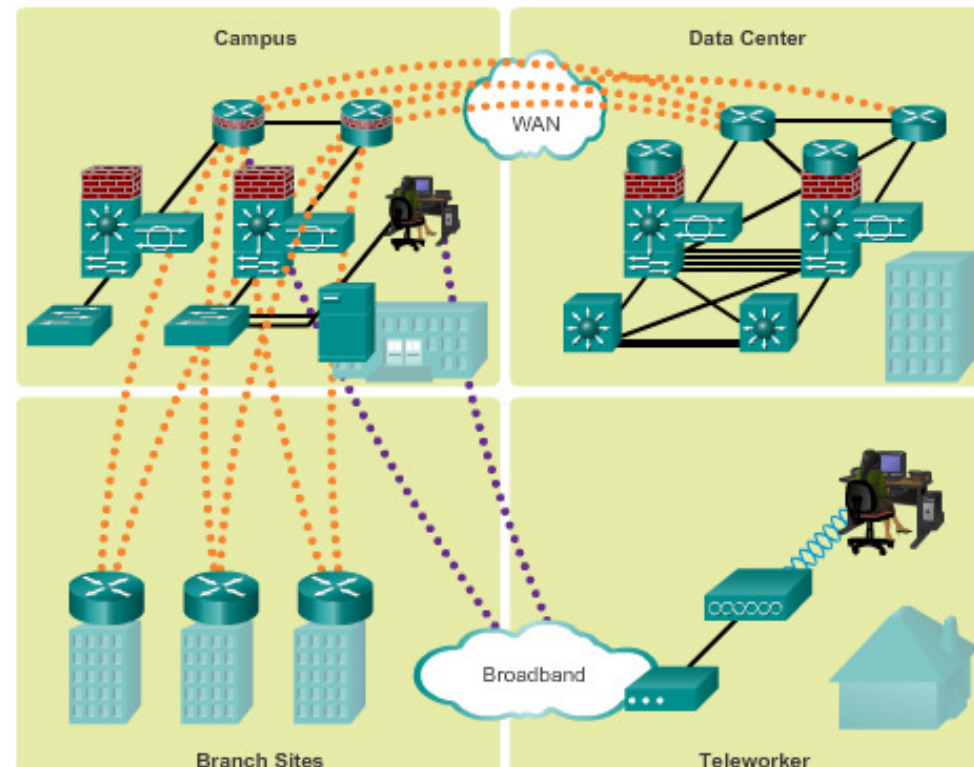 Campus
Data Center
WAN
Broadband
Branch Sites
Teleworker